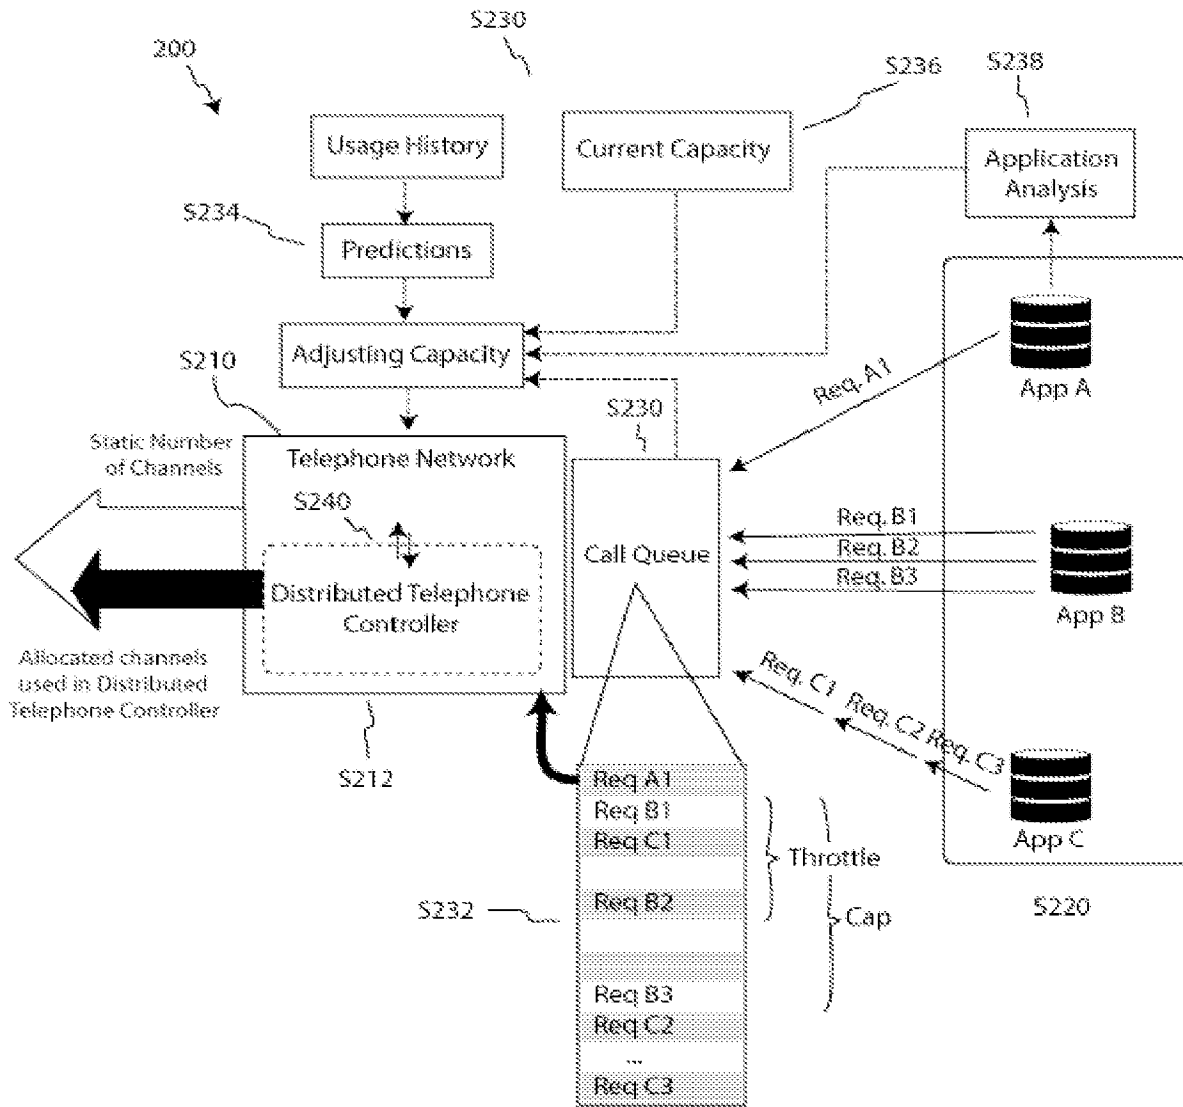 S230
200
S236
S238
Usage History
Current Capacity
Application
Analysis
S234
Predictions
Adjusting Capacity
S210
S230
Req. A1
App A
Static Number
of Channels
Telephone Network
S240
Call Queue
Req. B1
Req. B2
Req. B3
App B
Distributed Telephone
Controller
Allocated channels
used in Distributed
Telephone Controller
S212
Req. C1
Req. C2
Req. C3
App C
S220
Req A1
Req B1
Req C1
Throttle
S232
Req B2
Cap
Req B3
Req C2
...
Req C3